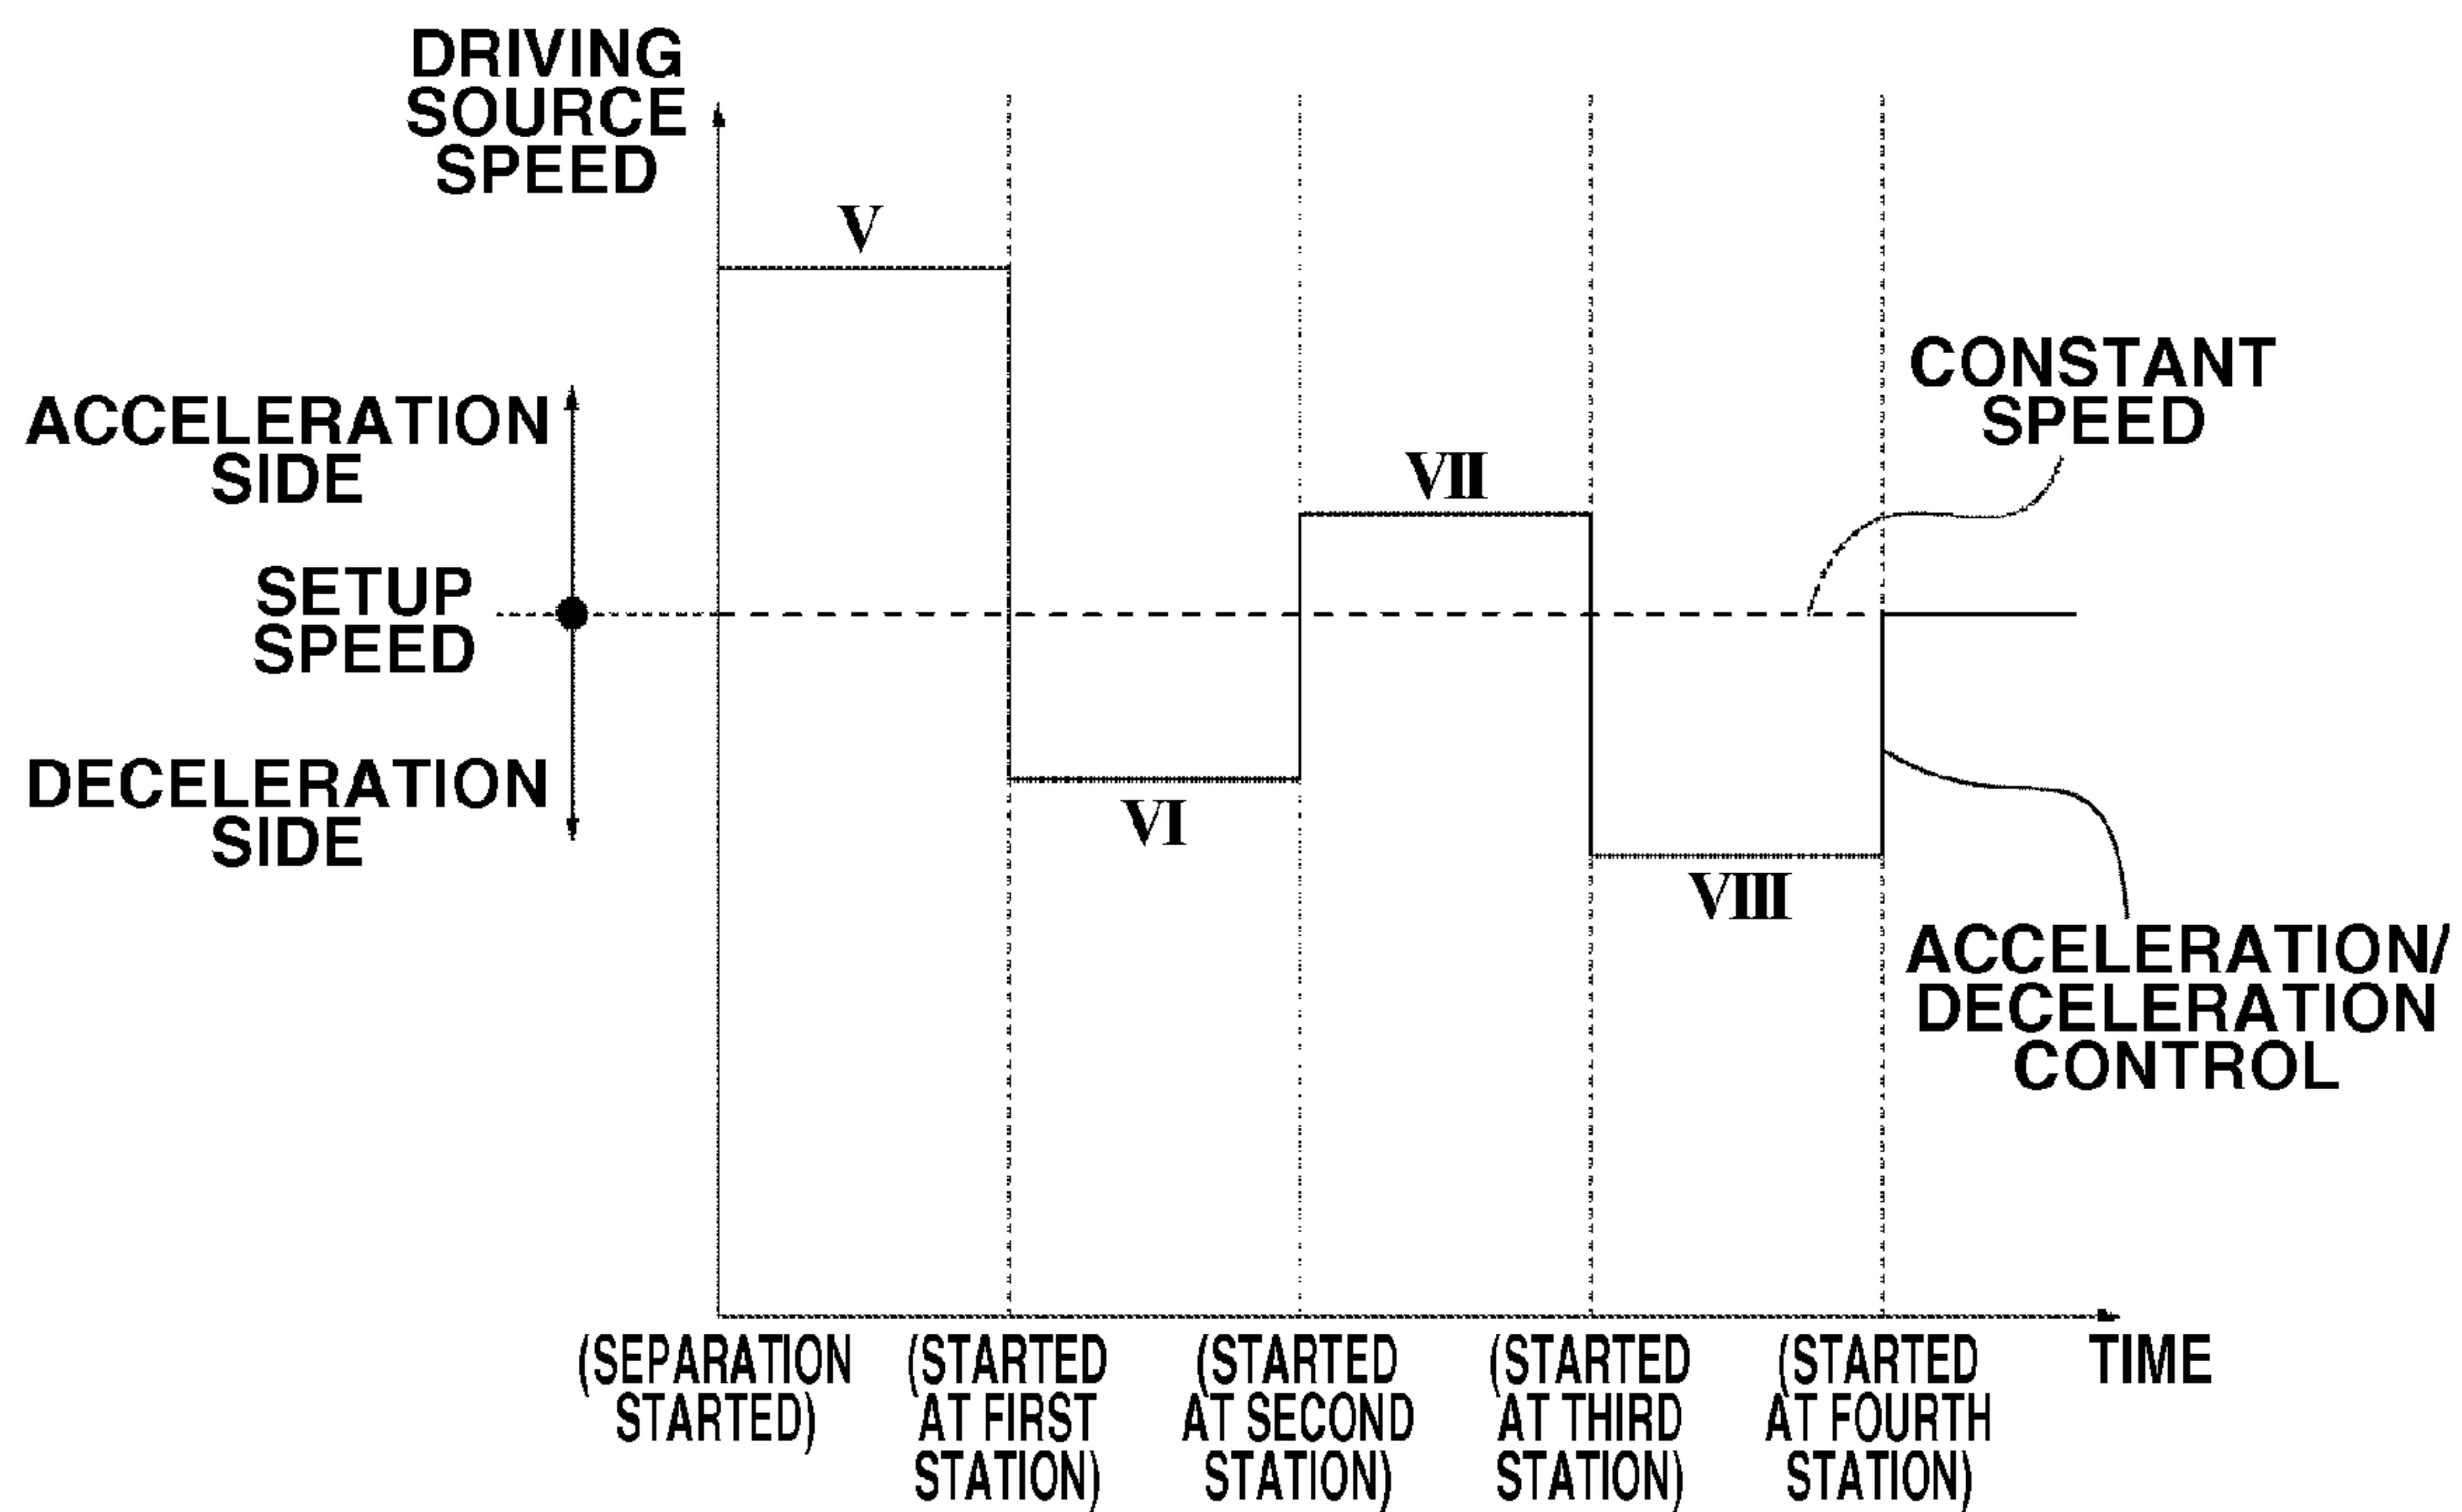 DRIVING
SOURCE
SPEED
V
ACCELERATION
SIDE
CONSTANT
SPEED
VII
SETUP
SPEED
DECELERATION
SIDE
VI
VIII
ACCELERATION/
DECELERATION
CONTROL
(SEPARATION
STARTED)
(STARTED
AT FIRST
STATION)
(STARTED
AT SECOND
STATION)
(STARTED
AT THIRD
STATION)
(STARTED
AT FOURTH
STATION)
TIME